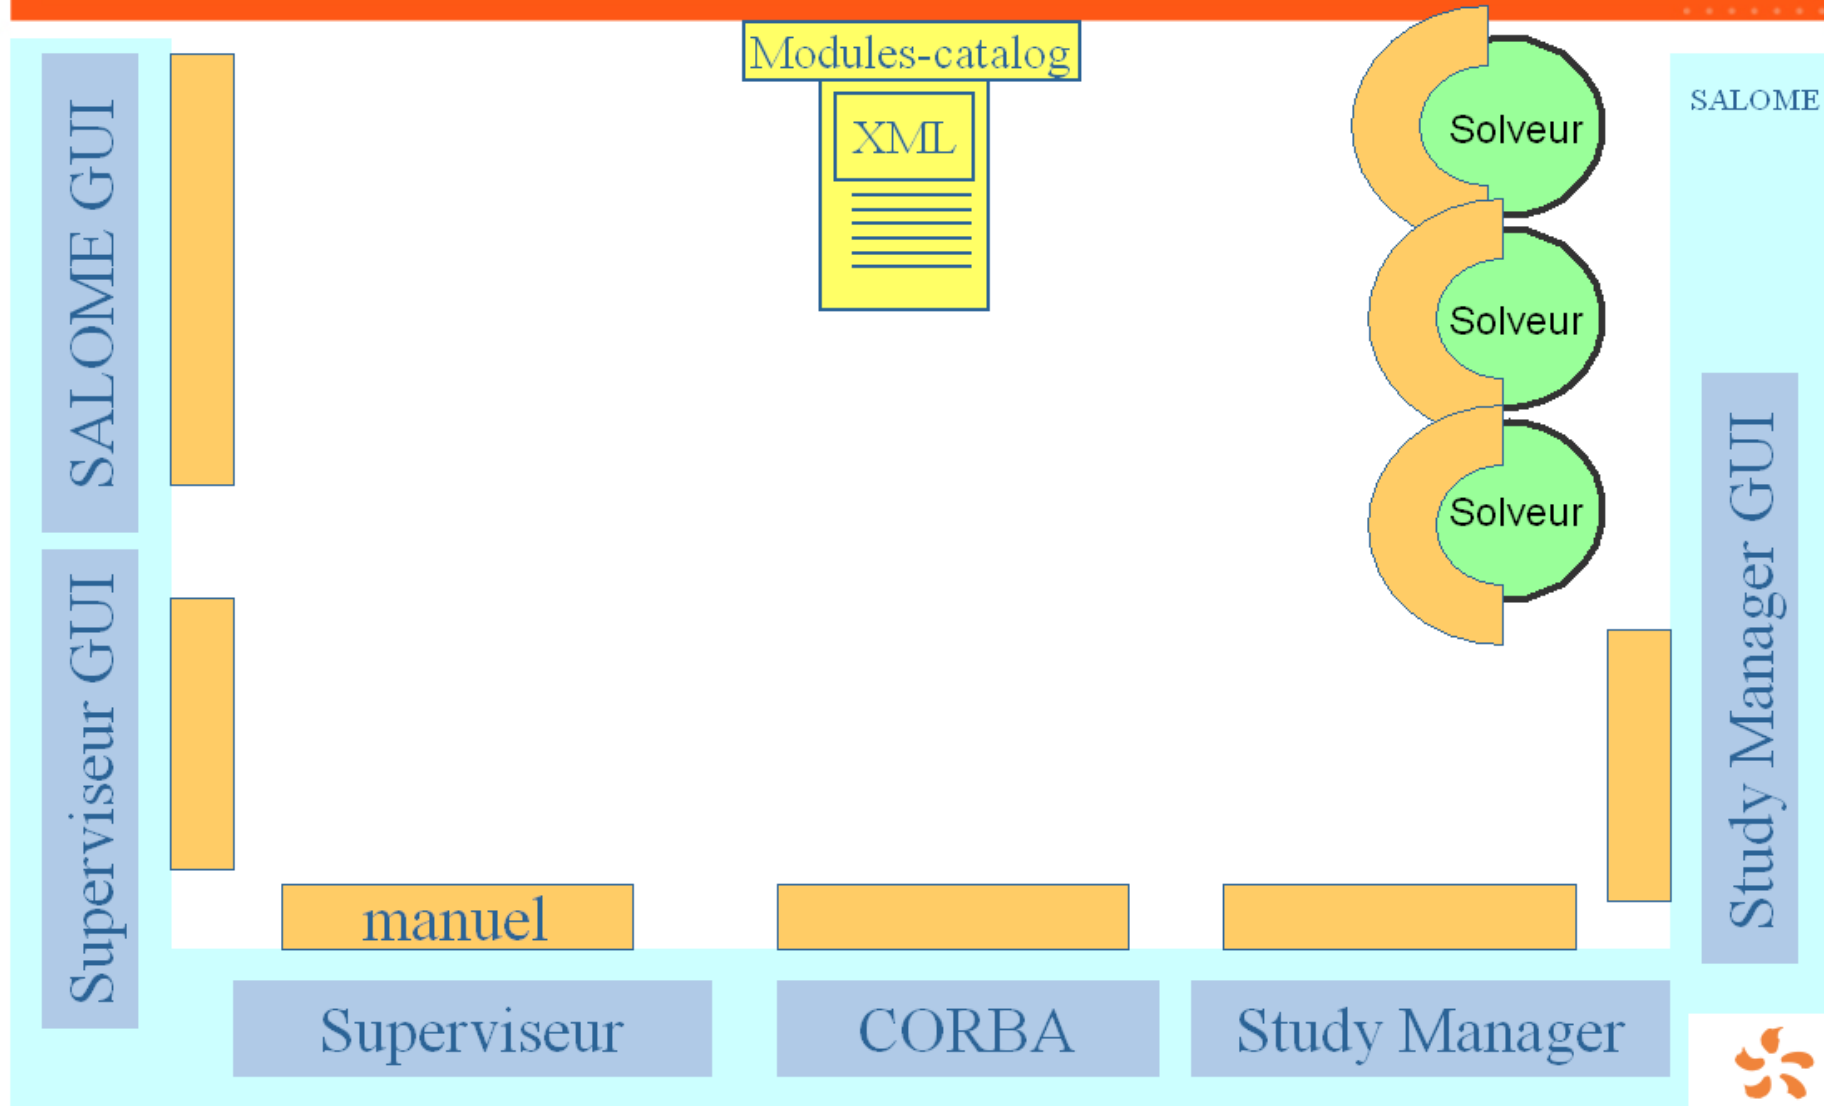 Modules-catalog
XML
SALOME GUI
Superviseur GUI
Solveur
Solveur
Solveur
SALOME
Study Manager GUI
manuel
Superviseur
CORBA
Study Manager